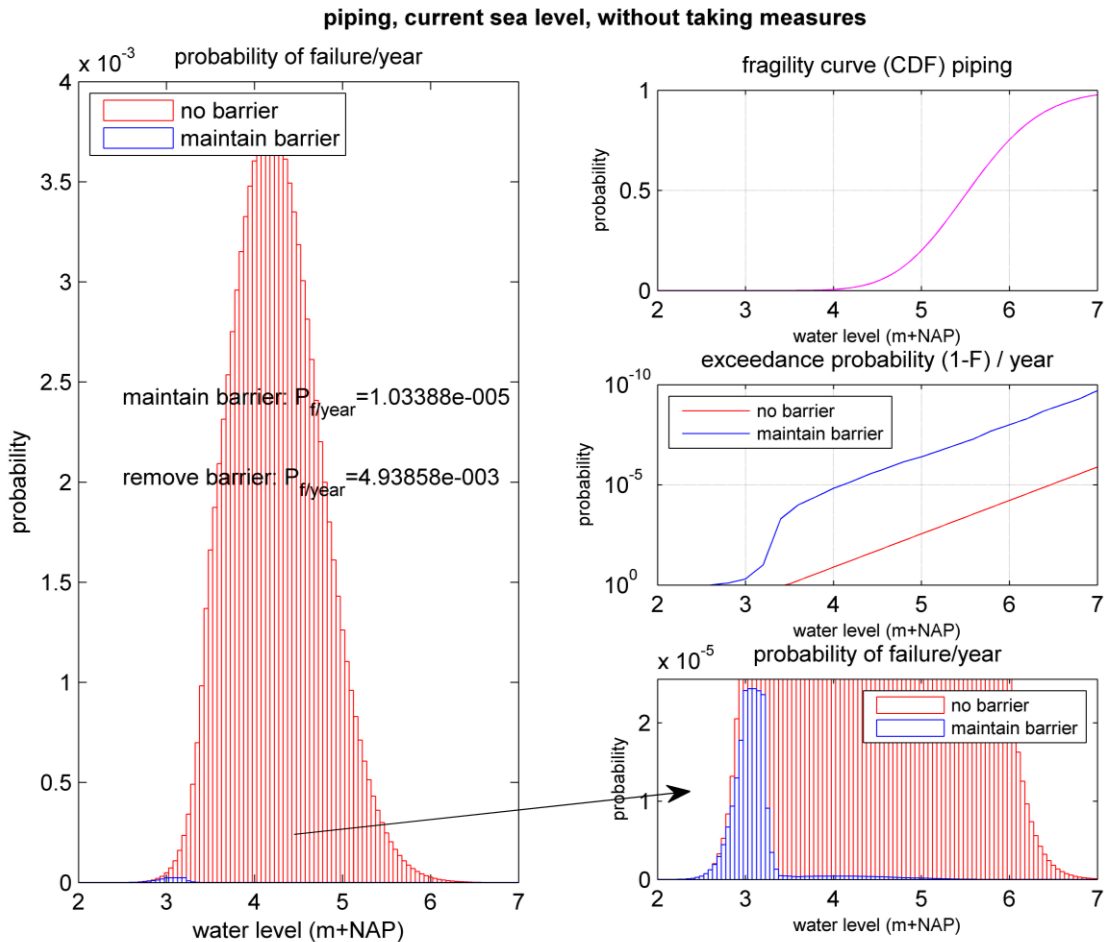 piping, current sea level, without taking measures
x 10-3
probability of failure/year
4
3.5
3
2.5
2
1.5
1
0.5
0
no barrier
maintain barrier
maintain barrier: Pf/year=1.03388e-005
remove barrier: Pf/year=4.93858e-003
probability
2 3 4 5 6 7
water level (m+NAP)
fragility curve (CDF) piping
1
0.5
0
probability
2 3 4 5 6 7
water level (m+NAP)
exceedance probability (1-F) / year
10-10
10-5
100
no barrier
maintain barrier
probability
2 3 4 5 6 7
water level (m+NAP)
x 10-5
probability of failure/year
2
1
0
no barrier
maintain barrier
probability
2 3 4 5 6 7
water level (m+NAP)